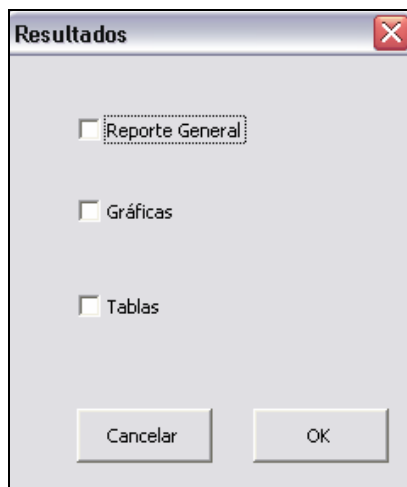 Resultados
Reporte General
Gráficas
Tablas
Cancelar OK